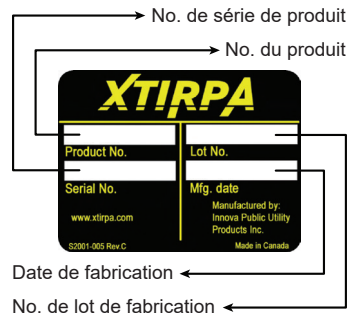 No. de série de produit
No. du produit
XTIRPA
Product No.
Lot No.
Serial No.
Mfg. date
www.xtirpa.com
Manufactured by:
Innova Public Utility
Products Inc.
S2001-005 Rev.C
Made in Canada
Date de fabrication
No. de lot de fabrication